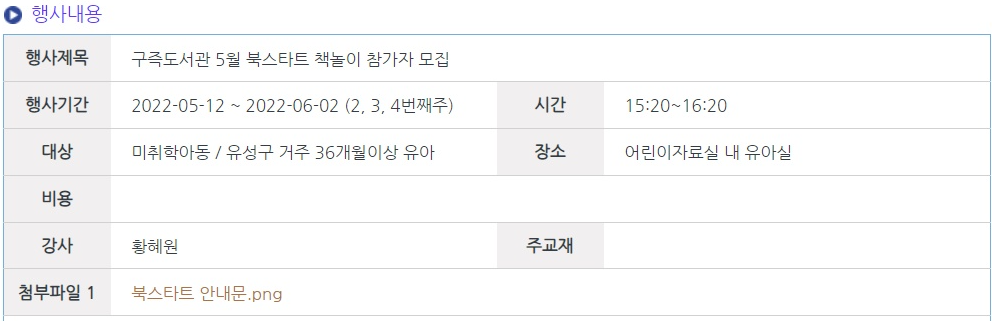 행사내용
행사제목 구즉도서관 5월 북스타트 책놀이 참가자 모집
행사기간 2022-05-12 ~ 2022-06-02 (2, 3, 4번째주) 시간 15:20~16:20
대상 미취학아동 / 유성구 거주 36개월이상 유아 장소 어린이자료실 내 유아실
비용
강사 황혜원 주교재
첨부파일 1 북스타트 안내문.png